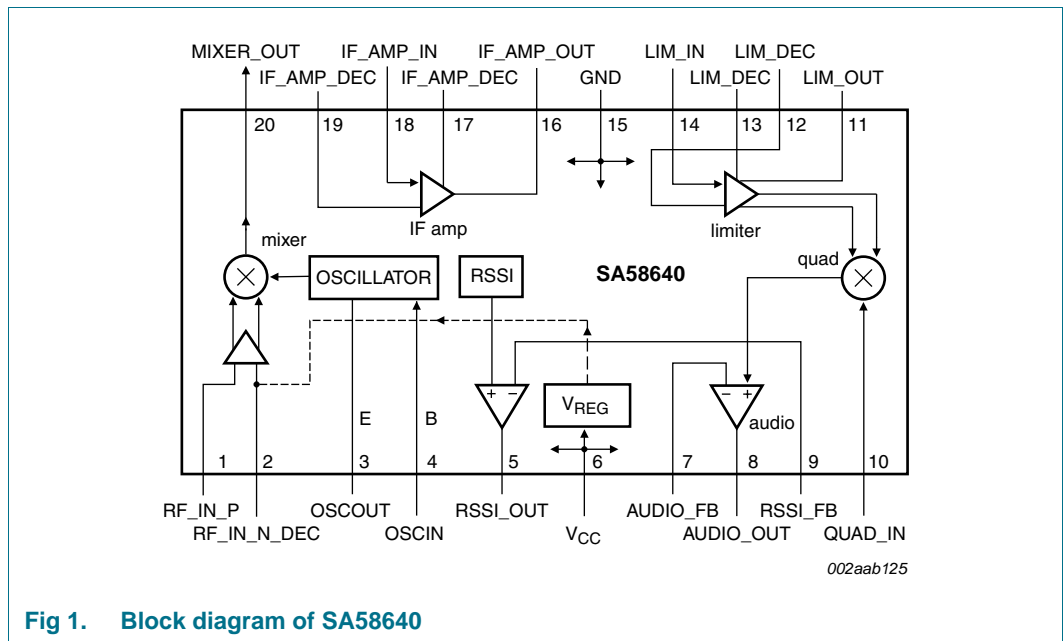 MIXER_OUT IF_AMP_IN IF_AMP_OUT LIM_IN LIM_DEC
IF_AMP_DEC IF_AMP_DEC GND LIM_DEC LIM_OUT
20 19 18 17 16 15 14 13 12 11
IF amp
limiter
mixer
quad
OSCILLATOR
RSSI
SA58640
+ −
VREG
− +
audio
E
B
1 2 3 4 5 6 7 8 9 10
RF_IN_P OSCOUT RSSI_OUT VCC AUDIO_FB RSSI_FB
RF_IN_N_DEC OSCIN AUDIO_OUT QUAD_IN
002aab125
Fig 1. Block diagram of SA58640